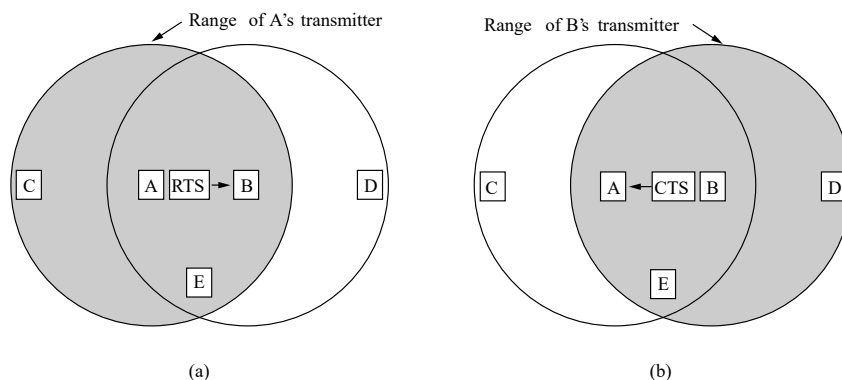 Range of A's transmitter
Range of B's transmitter
C
A
RTS
B
D
E
C
A
CTS
B
D
E
(a)
(b)